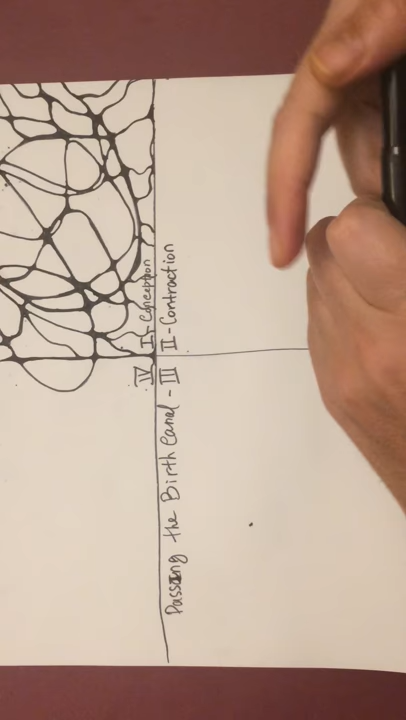 I-Conception
II-Contraction
IV
Passing the Birth Canal - III